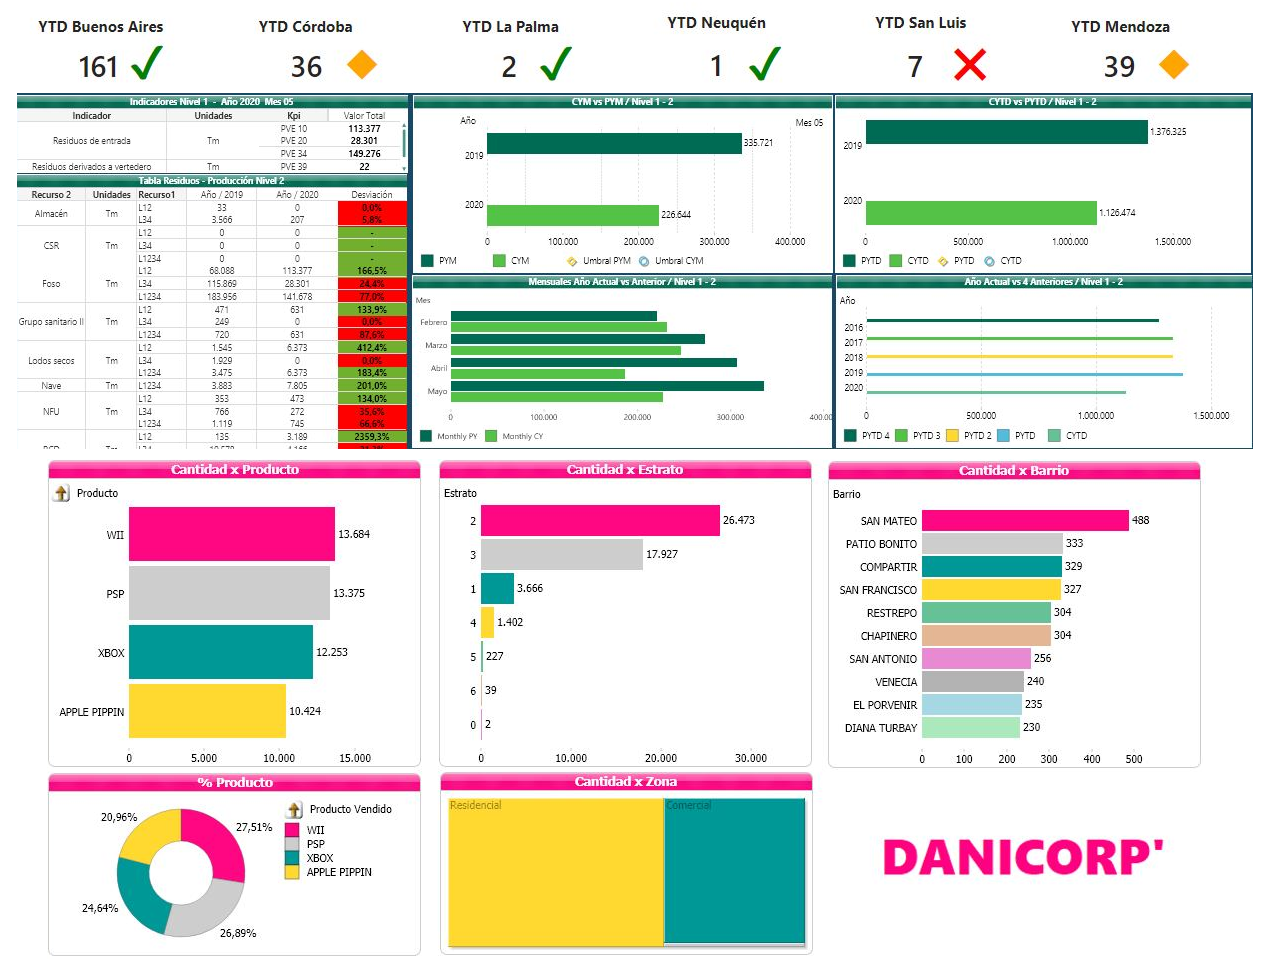 YTD Buenos Aires
YTD Córdoba
YTD La Palma
YTD Neuquén
YTD San Luis
YTD Mendoza
161
36
2
1
7
39
Indicadores Nivel 1 - Año 2020 Mes 05
Indicador Unidades Kpi Valor Total
Residuos de entrada Tm
PVE 10 113.377
PVE 20 28.301
PVE 34 149.276
Residuos derivados a vertedero Tm PVE 39 22
Tabla Residuos - Producción Nivel 2
Recurso 2 Unidades Recurso1 Año / 2019 Año / 2020 Desviación
Almacén Tm
L12 33 0 0,0%
L34 3.566 207 5,8%
CSR Tm
L12 0 0 -
L34 0 0 -
L1234 0 0 -
Foso Tm
L12 68.088 113.377 166,5%
L34 115.869 28.301 24,4%
L1234 183.956 141.678 77,0%
Grupo sanitario II Tm
L12 471 631 133,9%
L34 249 0 0,0%
L1234 720 631 87,6%
Lodos secos Tm
L12 1.545 6.373 412,4%
L34 1.929 0 0,0%
L1234 3.475 6.373 183,4%
Nave Tm L1234 3.883 7.805 201,0%
NFU Tm
L12 353 473 134,0%
L34 766 272 35,6%
L1234 1.119 745 66,6%
L12 135 3.189 2359,3%
CYM vs PYM / Nivel 1 - 2
Año
Mes 05
2019
335.721
2020
226.644
0 100.000 200.000 300.000 400.000
PYM CYM Umbral PYM Umbral CYM
CYTD vs PYTD / Nivel 1 - 2
2019
1.376.325
2020
1.126.474
0 500.000 1.000.000 1.500.000
PYTD CYTD PYTD CYTD
Mensuales Año Actual vs Anterior / Nivel 1 - 2
Mes
Febrero
Marzo
Abril
Mayo
0 100.000 200.000 300.000 400.00
Monthly PY Monthly CY
Año Actual vs 4 Anteriores / Nivel 1 - 2
Año
2016
2017
2018
2019
2020
0 500.000 1.000.000 1.500.000
PYTD 4 PYTD 3 PYTD 2 PYTD CYTD
Cantidad x Producto
Producto
WII 13.684
PSP 13.375
XBOX 12.253
APPLE PIPPIN 10.424
0 5.000 10.000 15.000
Cantidad x Estrato
Estrato
2 26.473
3 17.927
1 3.666
4 1.402
5 227
6 39
0 2
0 10.000 20.000 30.000
Cantidad x Barrio
Barrio
SAN MATEO 488
PATIO BONITO 333
COMPARTIR 329
SAN FRANCISCO 327
RESTREPO 304
CHAPINERO 304
SAN ANTONIO 256
VENECIA 240
EL PORVENIR 235
DIANA TURBAY 230
0 100 200 300 400 500
% Producto
20,96%
27,51%
24,64%
26,89%
Producto Vendido
WII
PSP
XBOX
APPLE PIPPIN
Cantidad x Zona
Residencial
Comercial
DANICORP'